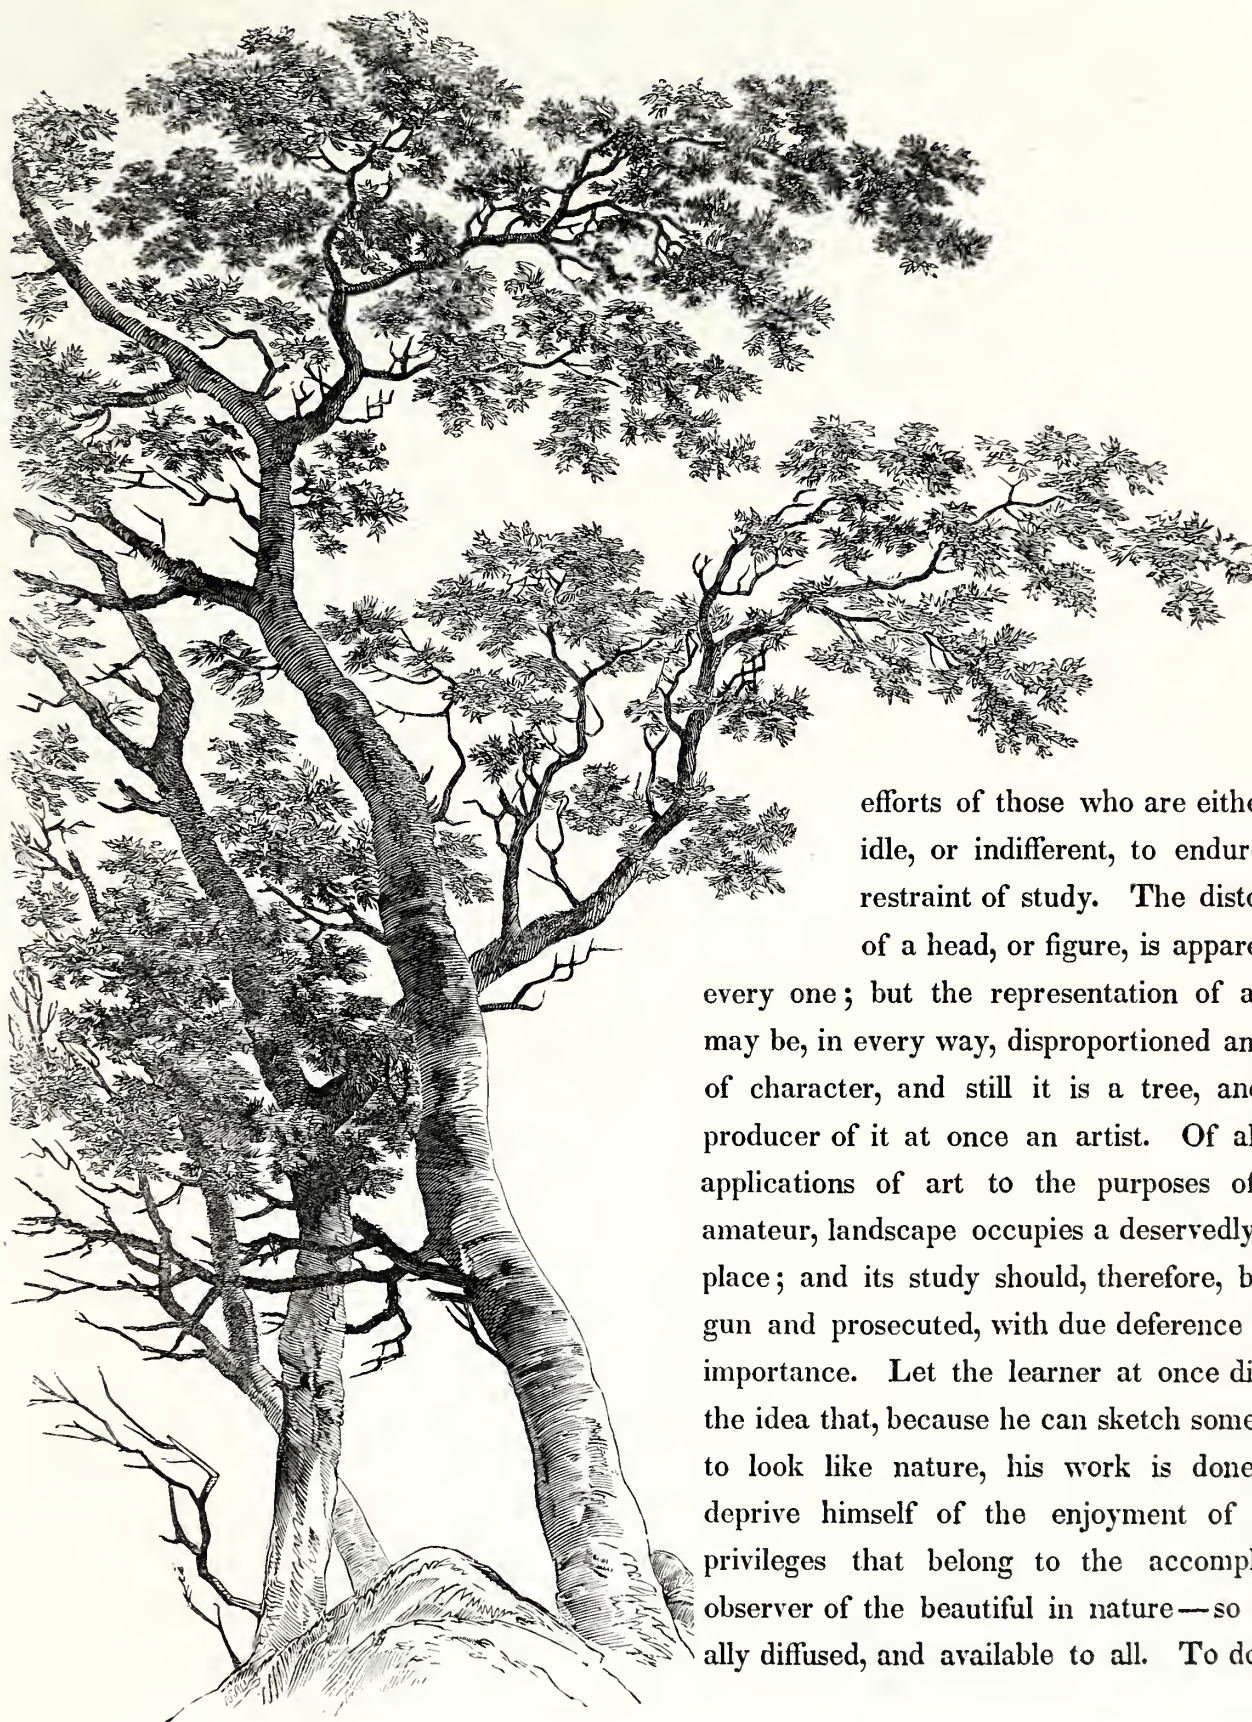 efforts of those who are eithe
idle, or indifferent, to endur
restraint of study. The disto
of a head, or figure, is appare
every one; but the representation of a
may be, in every way, disproportioned an
of character, and still it is a tree, and
producer of it at once an artist. Of al
applications of art to the purposes of
amateur, landscape occupies a deservedly
place; and its study should, therefore, b
gun and prosecuted, with due deference
importance. Let the learner at once di
the idea that, because he can sketch some
to look like nature, his work is done
deprive himself of the enjoyment of
privileges that belong to the accompl
observer of the beautiful in nature—so
ally diffused, and available to all. To do